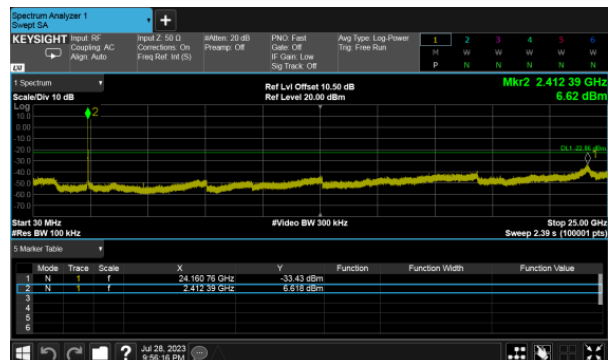 Spectrum Analyzer 1
Swept SA
+
KEYSIGHT Input: RF
Coupling: AC
Align: Auto
Input Z: 50 Ω
Corrections: On
Freq Ref: Int (S)
#Atten: 20 dB
Preamp: Off
PNO: Fast
Gate: Off
IF Gain: Low
Sig Track: Off
Avg Type: Log-Power
Trig: Free Run
1 2 3 4 5 6
M W W W W W
P N N N N N
LXI
1 Spectrum
Scale/Div 10 dB
Ref Lvl Offset 10.50 dB
Ref Level 20.00 dBm
Mkr2 2.412 39 GHz
6.62 dBm
Log
10.0
0.00
-10.0
-20.0
-30.0
-40.0
-50.0
-60.0
-70.0
2
DL1 -22.86 dBm
1
Start 30 MHz
#Res BW 100 kHz
#Video BW 300 kHz
Stop 25.00 GHz
Sweep 2.39 s (100001 pts)
5 Marker Table
Mode Trace Scale X Y Function Function Width Function Value
1 N 1 f 24.160 76 GHz -33.43 dBm
2 N 1 f 2.412 39 GHz 6.618 dBm
3
4
5
6
?
Jul 28, 2023
9:56:16 PM